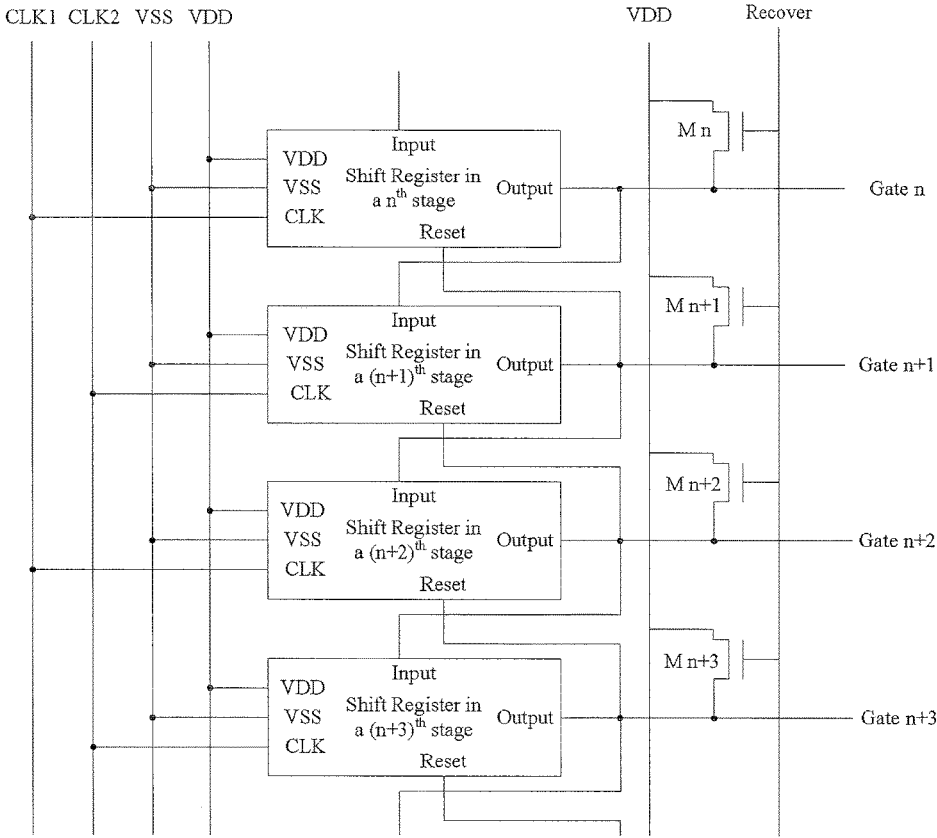 CLK1 CLK2 VSS VDD VDD Recover
Input
VDD
VSS
CLK
Shift Register in
a nth stage
Output
Reset
M n
Gate n
Input
VDD
VSS
CLK
Shift Register in
a (n+1)th stage
Output
Reset
M n+1
Gate n+1
Input
VDD
VSS
CLK
Shift Register in
a (n+2)th stage
Output
Reset
M n+2
Gate n+2
Input
VDD
VSS
CLK
Shift Register in
a (n+3)th stage
Output
Reset
M n+3
Gate n+3